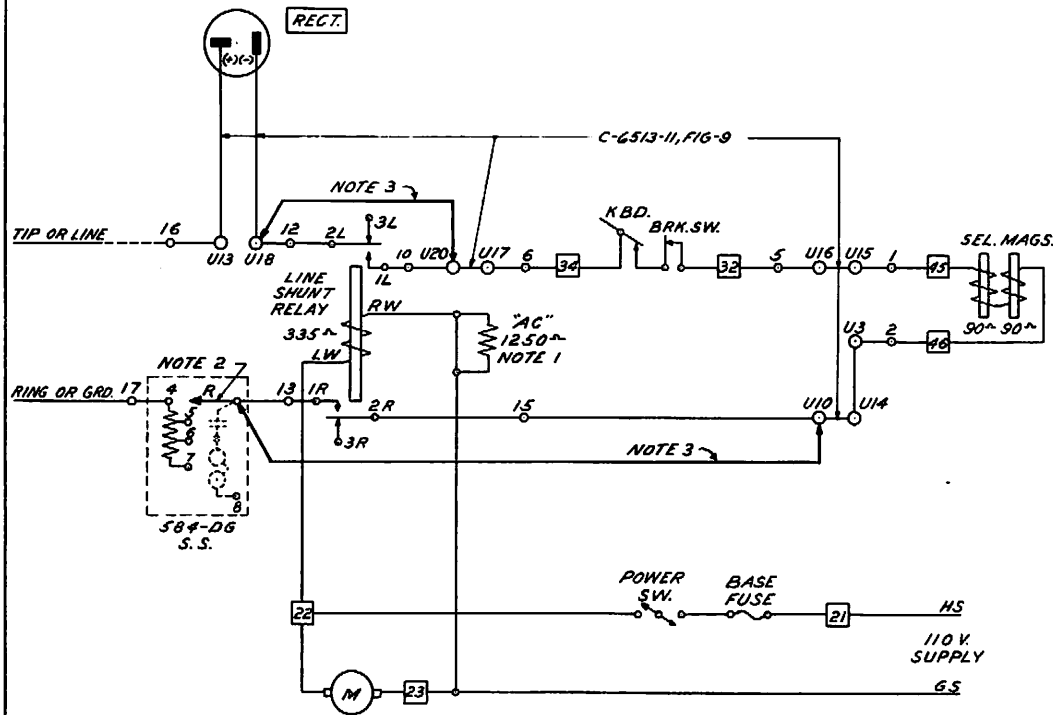 RECT.
(+) (-)
C-6513-11, FIG-9
NOTE 3
TIP OR LINE
16
U13
U18
12
2L
3L
1L
10
U20
U17
6
34
KBD.
BRK. SW.
32
5
U16
U15
1
45
SEL. MAGS.
90Ω 90Ω
U3
2
46
LINE
SHUNT
RELAY
335Ω
RW
LW
"AC"
1250Ω
NOTE 1
NOTE 2
RING OR GRD.
17
4
R
5
6
7
8
13
1R
2R
3R
15
U10
U14
NOTE 3
584-DG
S.S.
POWER
SW.
BASE
FUSE
22
21
HS
110 V.
SUPPLY
M
23
GS